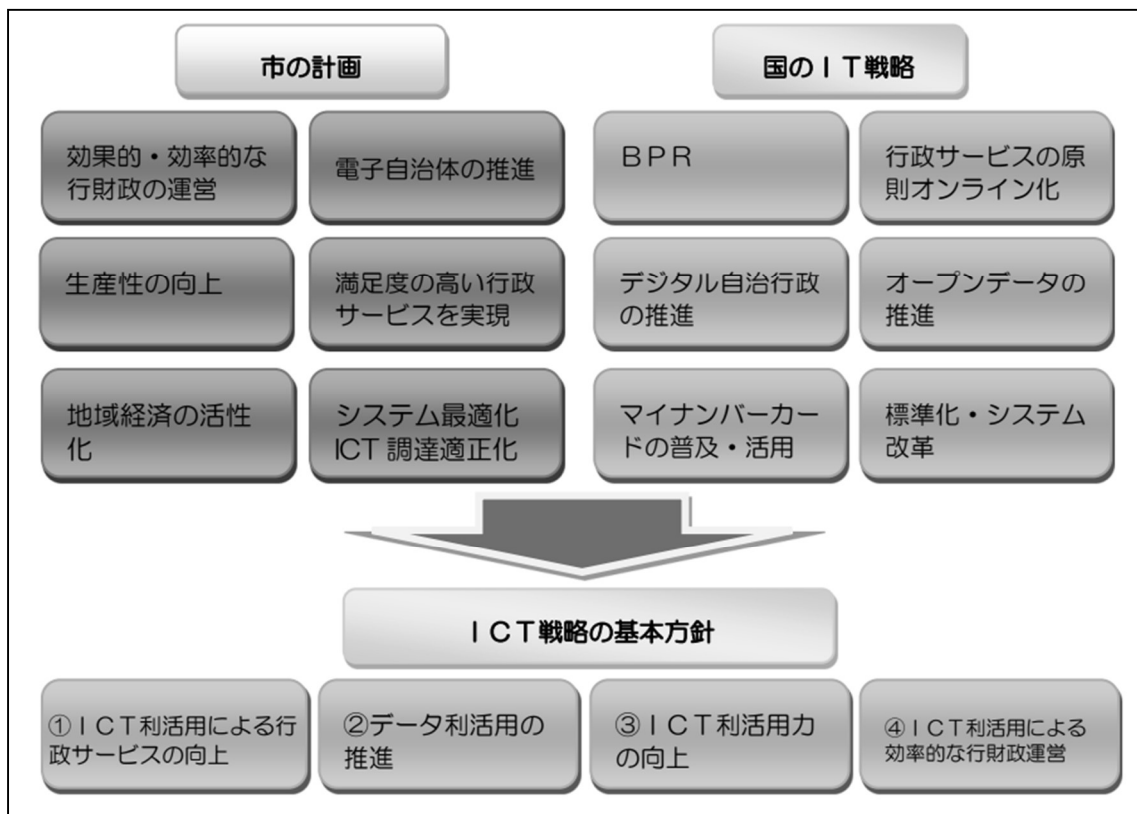 市の計画
国のIT戦略
効果的・効率的な
行財政の運営
電子自治体の推進
BPR
行政サービスの原
則オンライン化
生産性の向上
満足度の高い行政
サービスを実現
デジタル自治行政
の推進
オープンデータの
推進
地域経済の活性
化
システム最適化
ICT 調達適正化
マイナンバーカー
ドの普及・活用
標準化・システム
改革
ICT戦略の基本方針
①ICT利活用による行
政サービスの向上
②データ利活用の
推進
③ICT利活用力
の向上
④ICT利活用による
効率的な行財政運営